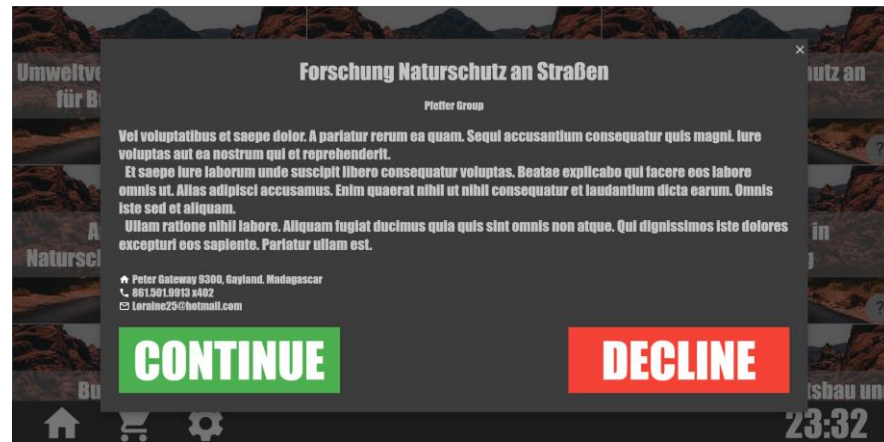 Forschung Naturschutz an Straßen
Pfeffer Group
Vel voluptatibus et saepe dolor. A pariatur rerum ea quam. Sequi accusantium consequatur quis magni. Iure
voluptas aut ea nostrum qui et reprehenderit.
Et saepe iure laborum unde suscipit libero consequatur voluptas. Beatae explicabo qui facere eos labore
omnis ut. Alias adipisci accusamus. Enim quaerat nihil ut nihil consequatur et laudantium dicta earum. Omnis
iste sed et aliquam.
Ullam ratione nihil labore. Aliquam fugiat ducimus quia quis sint omnis non atque. Qui dignissimos iste dolores
excepturi eos sapiente. Pariatur ullam est.
Peter Gateway 9300, Gayland. Madagascar
861.501.9913 x402
Loraine25@hotmail.com
CONTINUE
DECLINE
Umweltve
für Bu
utz an
?
A
Natursch
in
g
?
Bu
tsbau un
23:32